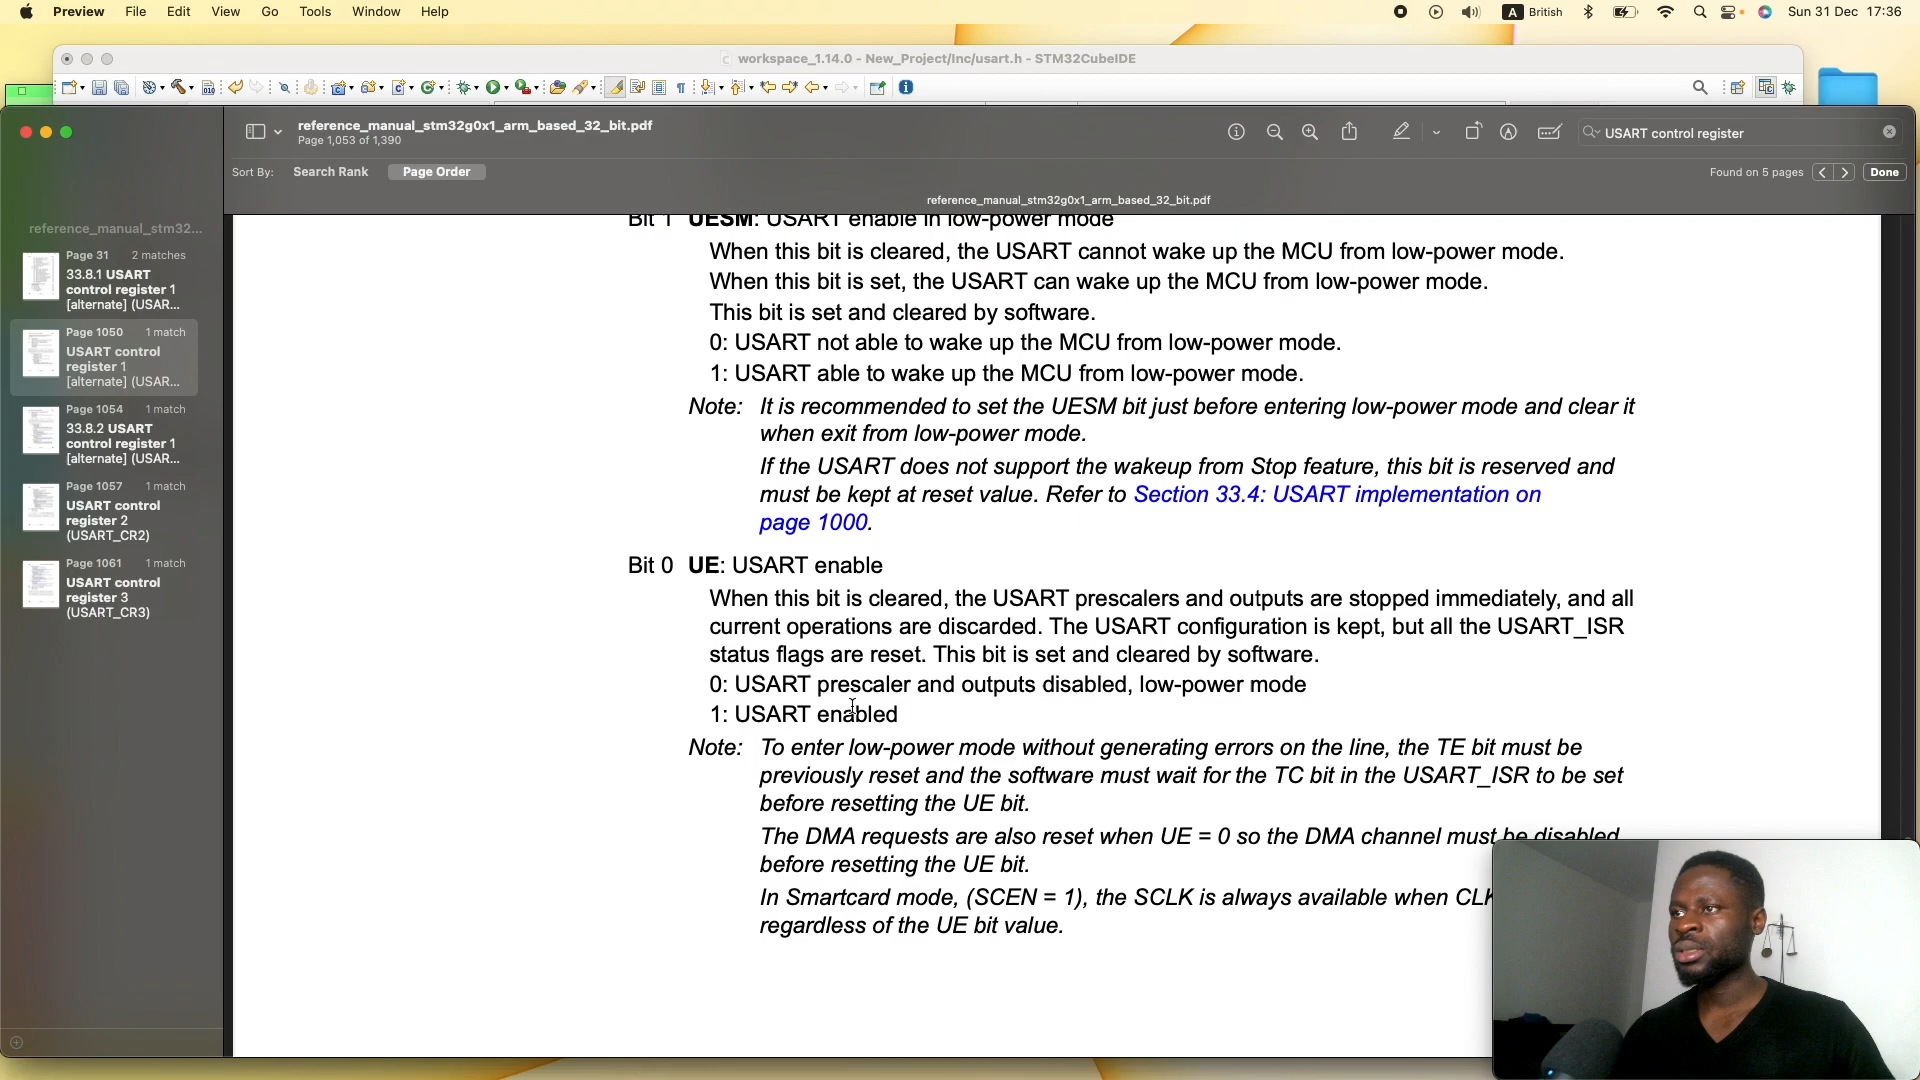 Preview File Edit View Go Tools Window Help
A British Sun 31 Dec 17:36
workspace_1.14.0 - New_Project/Inc/usart.h - STM32CubeIDE
reference_manual_stm32g0x1_arm_based_32_bit.pdf
Page 1,053 of 1,390
USART control register
Sort By: Search Rank Page Order
Found on 5 pages
Done
reference_manual_stm32g0x1_arm_based_32_bit.pdf
reference_manual_stm32...
Page 31 2 matches
33.8.1 USART
control register 1
[alternate] (USAR...
Page 1050 1 match
USART control
register 1
[alternate] (USAR...
Page 1054 1 match
33.8.2 USART
control register 1
[alternate] (USAR...
Page 1057 1 match
USART control
register 2
(USART_CR2)
Page 1061 1 match
USART control
register 3
(USART_CR3)
Bit 1 UESM: USART enable in low-power mode
When this bit is cleared, the USART cannot wake up the MCU from low-power mode.
When this bit is set, the USART can wake up the MCU from low-power mode.
This bit is set and cleared by software.
0: USART not able to wake up the MCU from low-power mode.
1: USART able to wake up the MCU from low-power mode.
Note: It is recommended to set the UESM bit just before entering low-power mode and clear it
when exit from low-power mode.
If the USART does not support the wakeup from Stop feature, this bit is reserved and
must be kept at reset value. Refer to Section 33.4: USART implementation on
page 1000.
Bit 0 UE: USART enable
When this bit is cleared, the USART prescalers and outputs are stopped immediately, and all
current operations are discarded. The USART configuration is kept, but all the USART_ISR
status flags are reset. This bit is set and cleared by software.
0: USART prescaler and outputs disabled, low-power mode
1: USART enabled
Note: To enter low-power mode without generating errors on the line, the TE bit must be
previously reset and the software must wait for the TC bit in the USART_ISR to be set
before resetting the UE bit.
The DMA requests are also reset when UE = 0 so the DMA channel must be disabled
before resetting the UE bit.
In Smartcard mode, (SCEN = 1), the SCLK is always available when CLK
regardless of the UE bit value.